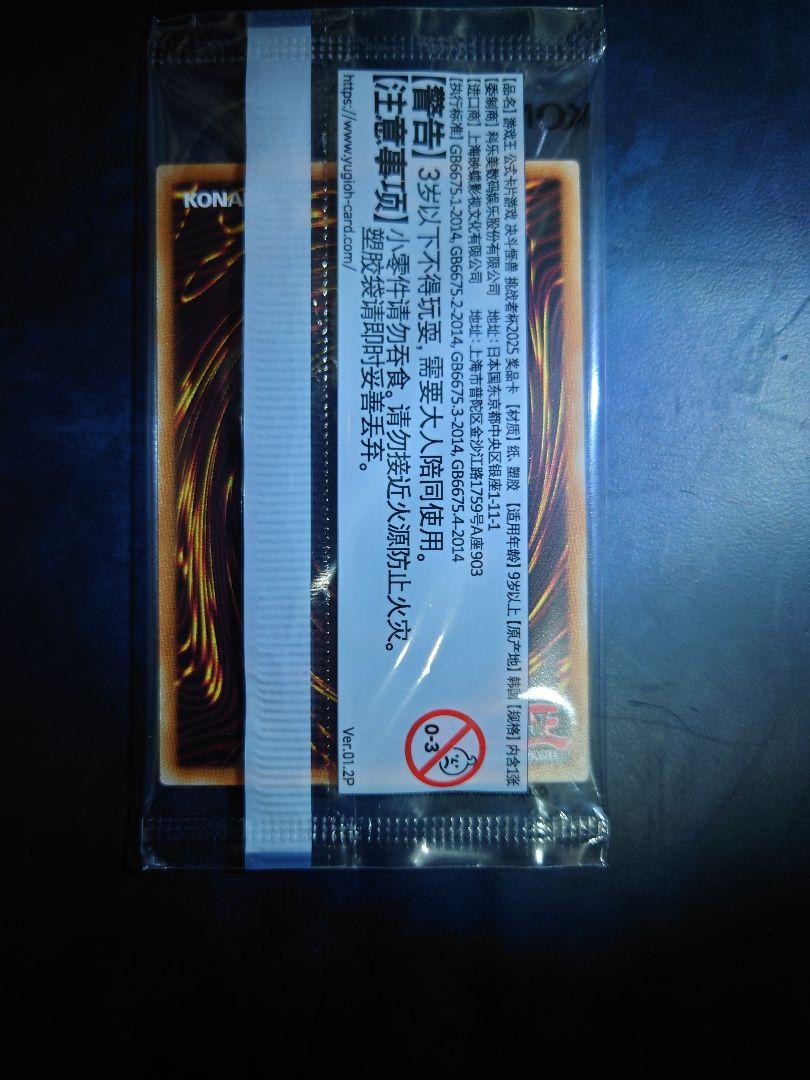 【品名】游戏王 公式卡片游戏 决斗怪兽 挑战者杯2025 奖品卡 【材质】纸、塑胶 【适用年龄】9岁以上【原产地】韩国【规格】内含1张
【委制商】科乐美数码娱乐股份有限公司 地址:日本国东京都中央区银座1-11-1
【进口商】上海映蝶影视文化有限公司 地址:上海市普陀区金沙江路1759号A座903
【执行标准】GB6675.1-2014, GB6675.2-2014, GB6675.3-2014, GB6675.4-2014
【警告】3岁以下不得玩耍,需要大人陪同使用。
【注意事项】小零件请勿吞食。请勿接近火源防止火灾。
塑胶袋请即时妥善丢弃。
https://www.yugioh-card.com/
Ver.01.2P
0-3
KONA
KO